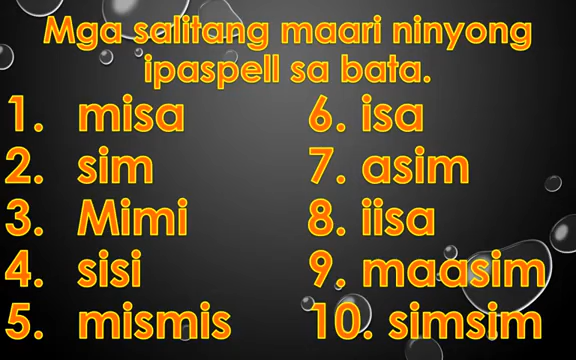 Mga salitang maari ninyong
ipaspell sa bata.
1. misa
2. sim
3. Mimi
4. sisi
5. mismis
6. isa
7. asim
8. iisa
9. maasim
10. simsim